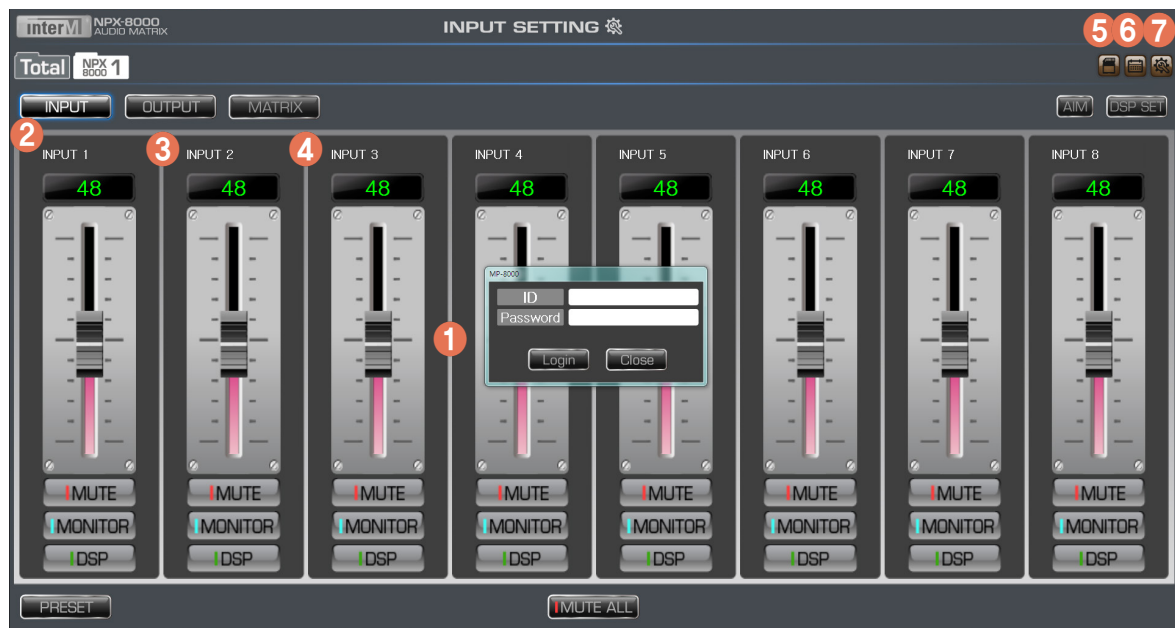 interM NPX-8000 AUDIO MATRIX
INPUT SETTING
5 6 7
Total NPX 8000 1
INPUT OUTPUT MATRIX AIM DSP SET
2 3 4
INPUT 1 INPUT 2 INPUT 3 INPUT 4 INPUT 5 INPUT 6 INPUT 7 INPUT 8
48 48 48 48 48 48 48 48
MP-8000
ID
Password
1
Login Close
MUTE MUTE MUTE MUTE MUTE MUTE MUTE MUTE
MONITOR MONITOR MONITOR MONITOR MONITOR MONITOR MONITOR MONITOR
DSP DSP DSP DSP DSP DSP DSP DSP
PRESET MUTE ALL